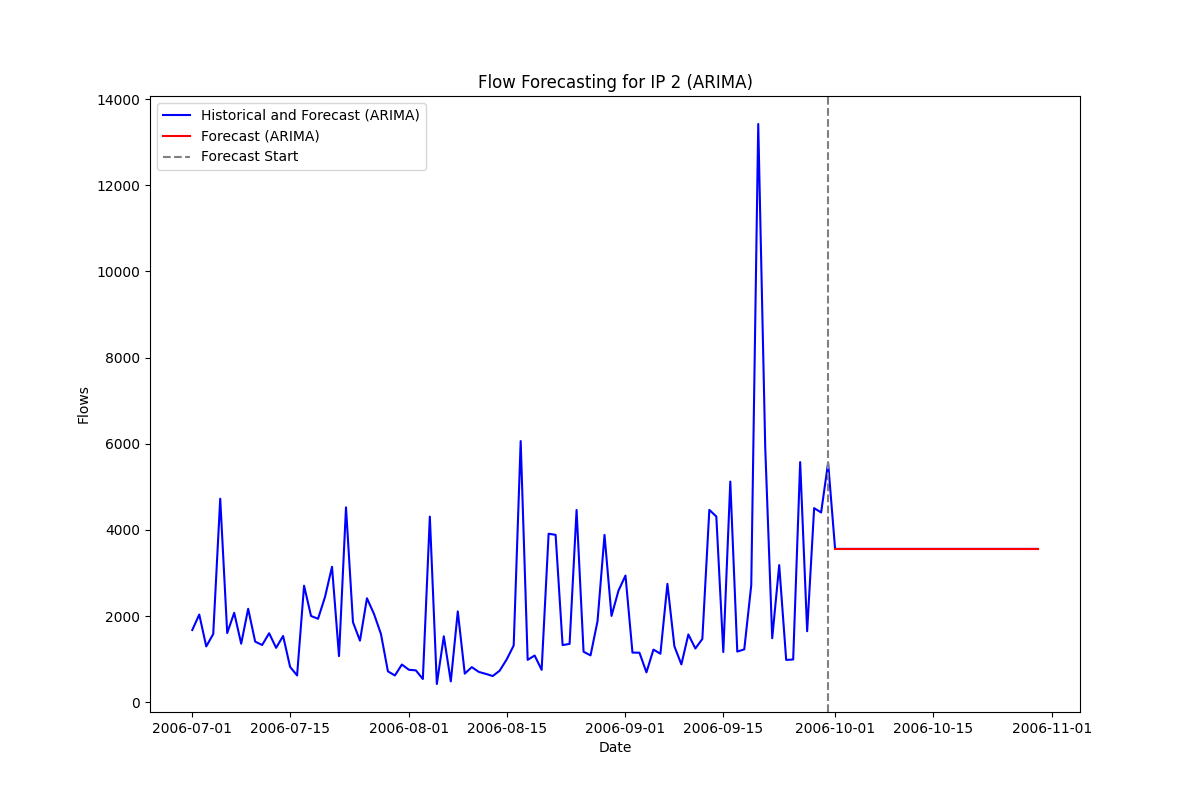 Flow Forecasting for IP 2 (ARIMA)
Historical and Forecast (ARIMA)
Forecast (ARIMA)
Forecast Start
14000
12000
10000
8000
6000
4000
2000
0
Flows
2006-07-01 2006-07-15 2006-08-01 2006-08-15 2006-09-01 2006-09-15 2006-10-01 2006-10-15 2006-11-01
Date